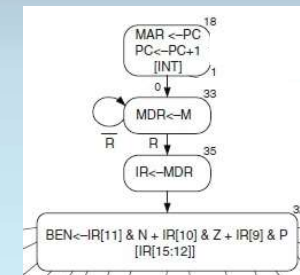 18
MAR <-PC
PC<-PC+1
[INT]
1
0
33
MDR<-M
R
R
35
IR<-MDR
3
BEN<-IR[11] & N + IR[10] & Z + IR[9] & P
[IR[15:12]]